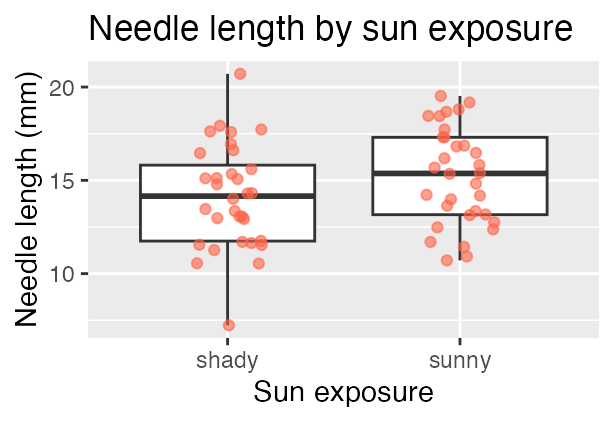 Needle length by sun exposure
Needle length (mm)
20
15
10
shady
sunny
Sun exposure